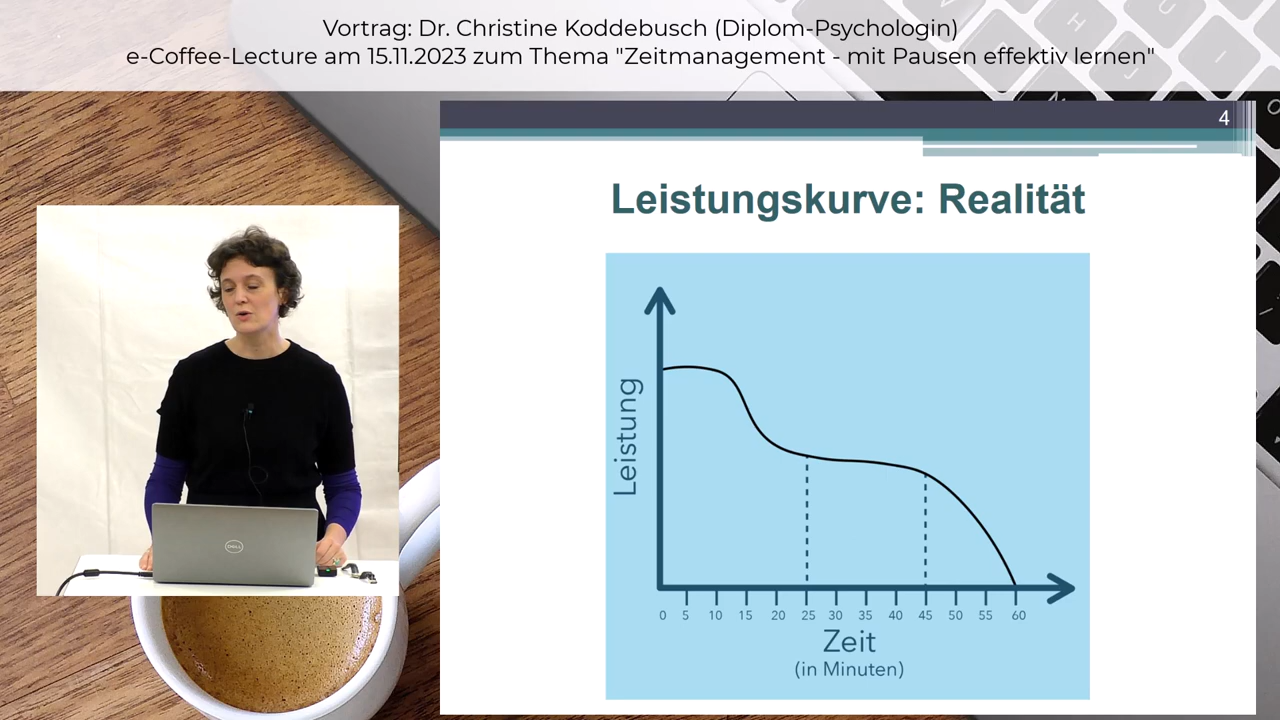 Vortrag: Dr. Christine Koddebusch (Diplom-Psychologin)
e-Coffee-Lecture am 15.11.2023 zum Thema "Zeitmanagement - mit Pausen effektiv lernen"
4
Leistungskurve: Realität
Leistung
0 5 10 15 20 25 30 35 40 45 50 55 60
Zeit
(in Minuten)
DELL